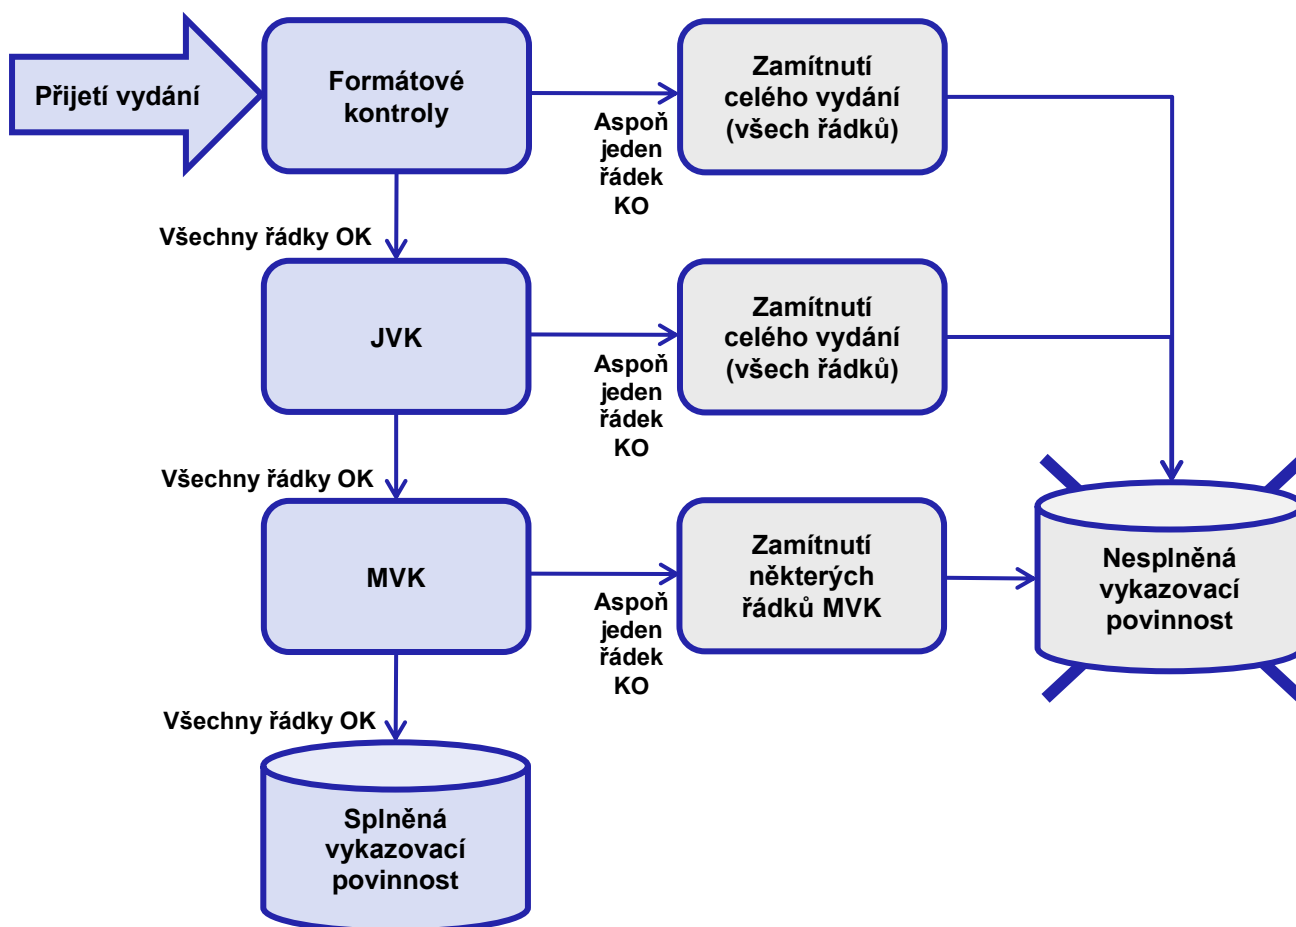 Přijetí vydání
Formátové
kontroly
Aspoň
jeden
řádek
KO
Zamítnutí
celého vydání
(všech řádků)
Všechny řádky OK
JVK
Aspoň
jeden
řádek
KO
Zamítnutí
celého vydání
(všech řádků)
Všechny řádky OK
MVK
Aspoň
jeden
řádek
KO
Zamítnutí
některých
řádků MVK
Nesplněná
vykazovací
povinnost
Všechny řádky OK
Splněná
vykazovací
povinnost